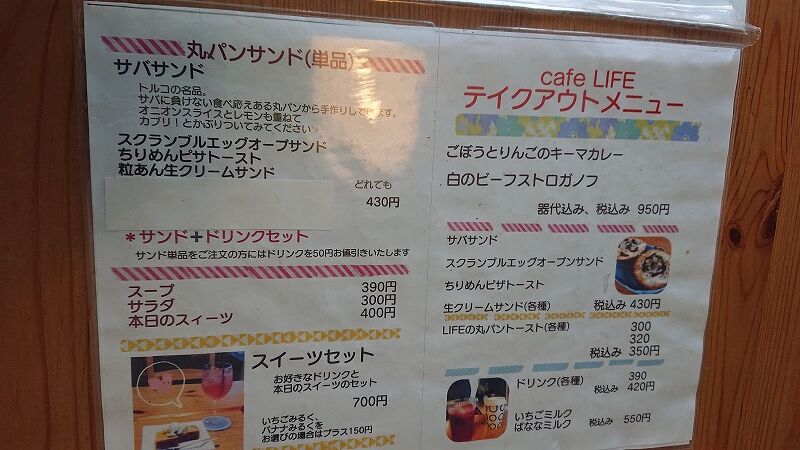 丸パンサンド(単品)
サバサンド
トルコの名品。
サバに負けない食べ応えある丸パンから手作りしてます。
オニオンスライスとレモンも重ねて
カブリ！とかぶりついてみてください
スクランブルエッグオープサンド
ちりめんピサトースト
粒あん生クリームサンド
どれでも
430円
＊サンド＋ドリンクセット
サンド単品をご注文の方にはドリンクを50円お値引きいたします
スープ 390円
サラダ 300円
本日のスィーツ 400円
スイーツセット
お好きなドリンクと
本日のスイーツのセット
700円
いちごみるく、
バナナみるくを
お選びの場合はプラス150円
cafe LIFE
テイクアウトメニュー
ごぼうとりんごのキーマカレー
白のビーフストロガノフ
器代込み、税込み 950円
サバサンド
スクランブルエッグオープンサンド
ちりめんピザトースト
生クリームサンド(各種) 税込み 430円
LIFEの丸パントースト(各種) 300
320
税込み 350円
ドリンク(各種) 390
税込み 420円
いちごミルク
ばななミルク 税込み 550円